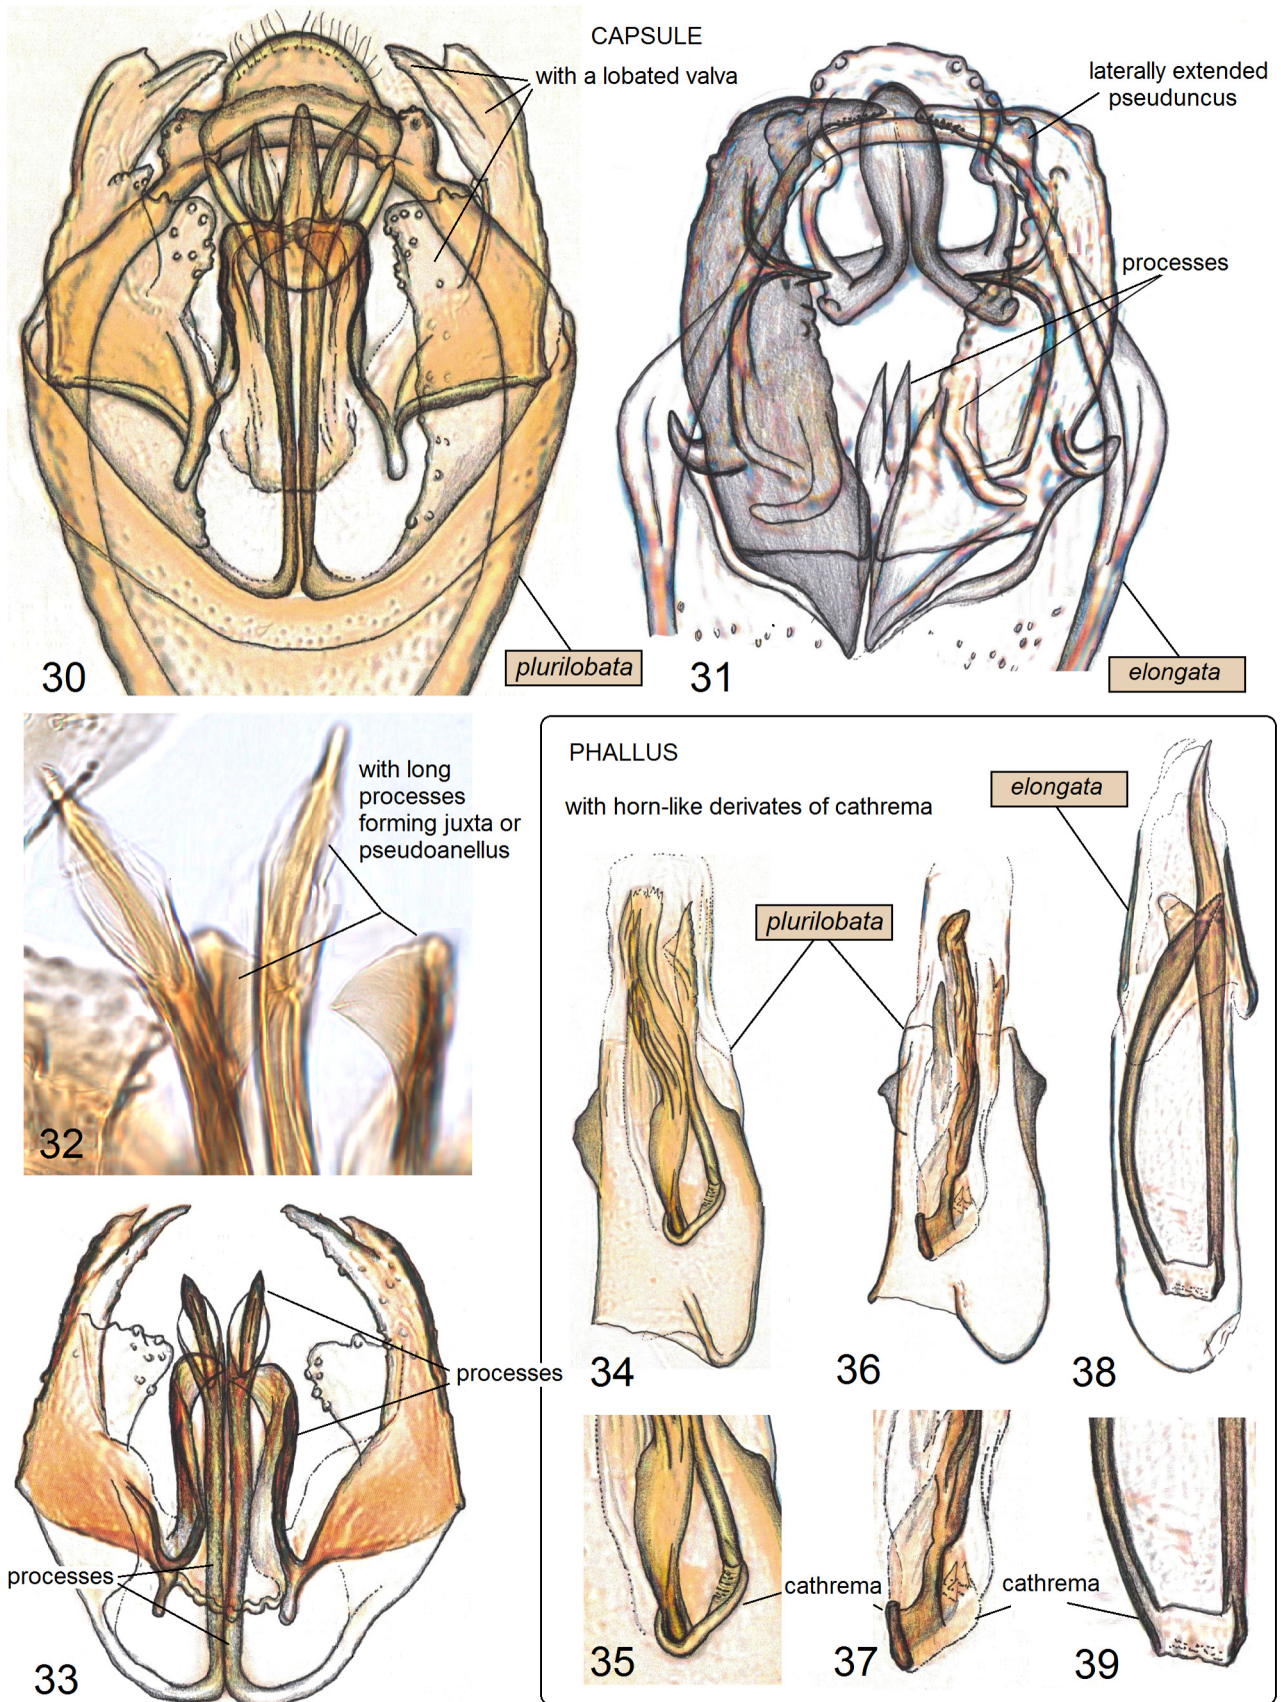 CAPSULE
with a lobated valva
laterally extended
pseuduncus
processes
plurilobata
30
31
elongata
with long
processes
forming juxta or
pseudoanellus
32
PHALLUS
with horn-like derivates of cathrema
elongata
plurilobata
34
36
38
processes
processes
33
cathrema
cathrema
35
37
39